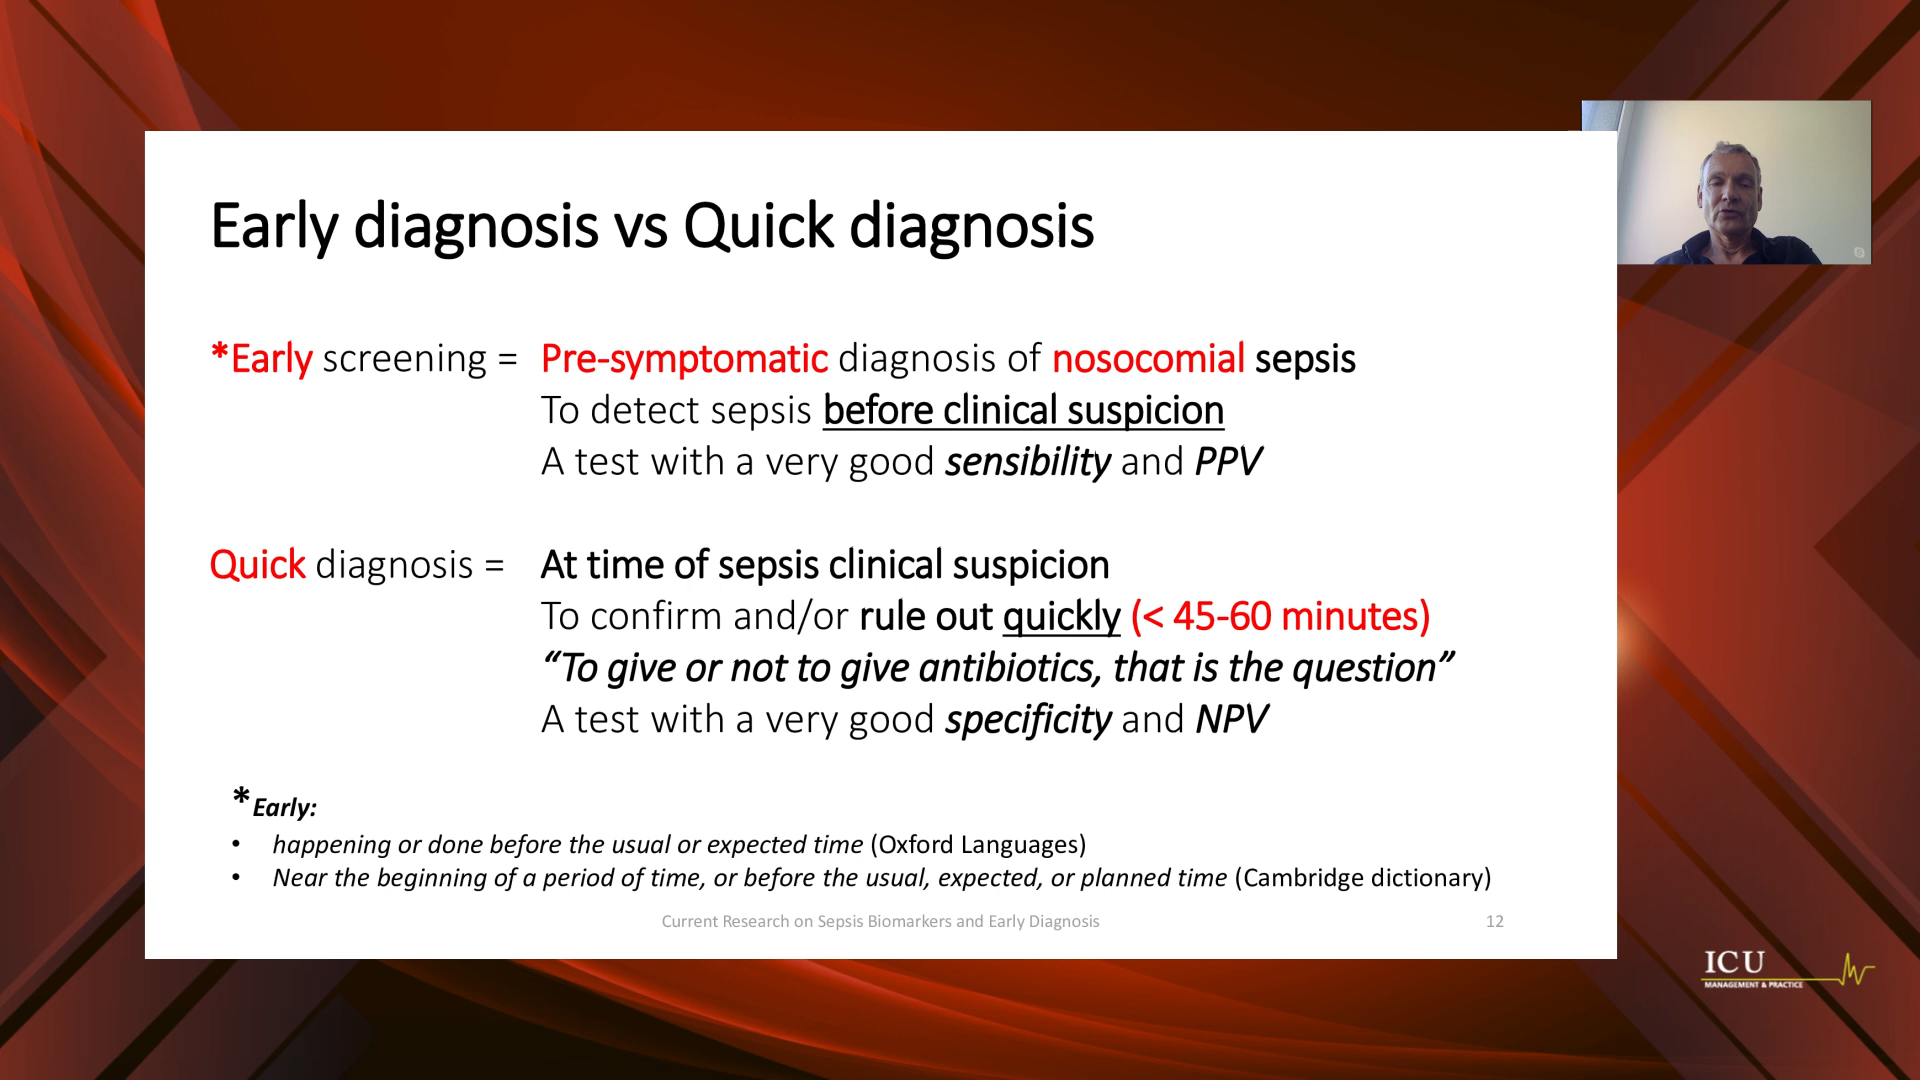 Early diagnosis vs Quick diagnosis
*Early screening = Pre-symptomatic diagnosis of nosocomial sepsis
To detect sepsis before clinical suspicion
A test with a very good sensibility and PPV
Quick diagnosis = At time of sepsis clinical suspicion
To confirm and/or rule out quickly (< 45-60 minutes)
“To give or not to give antibiotics, that is the question”
A test with a very good specificity and NPV
*Early:
• happening or done before the usual or expected time (Oxford Languages)
• Near the beginning of a period of time, or before the usual, expected, or planned time (Cambridge dictionary)
Current Research on Sepsis Biomarkers and Early Diagnosis 12
ICU
MANAGEMENT & PRACTICE